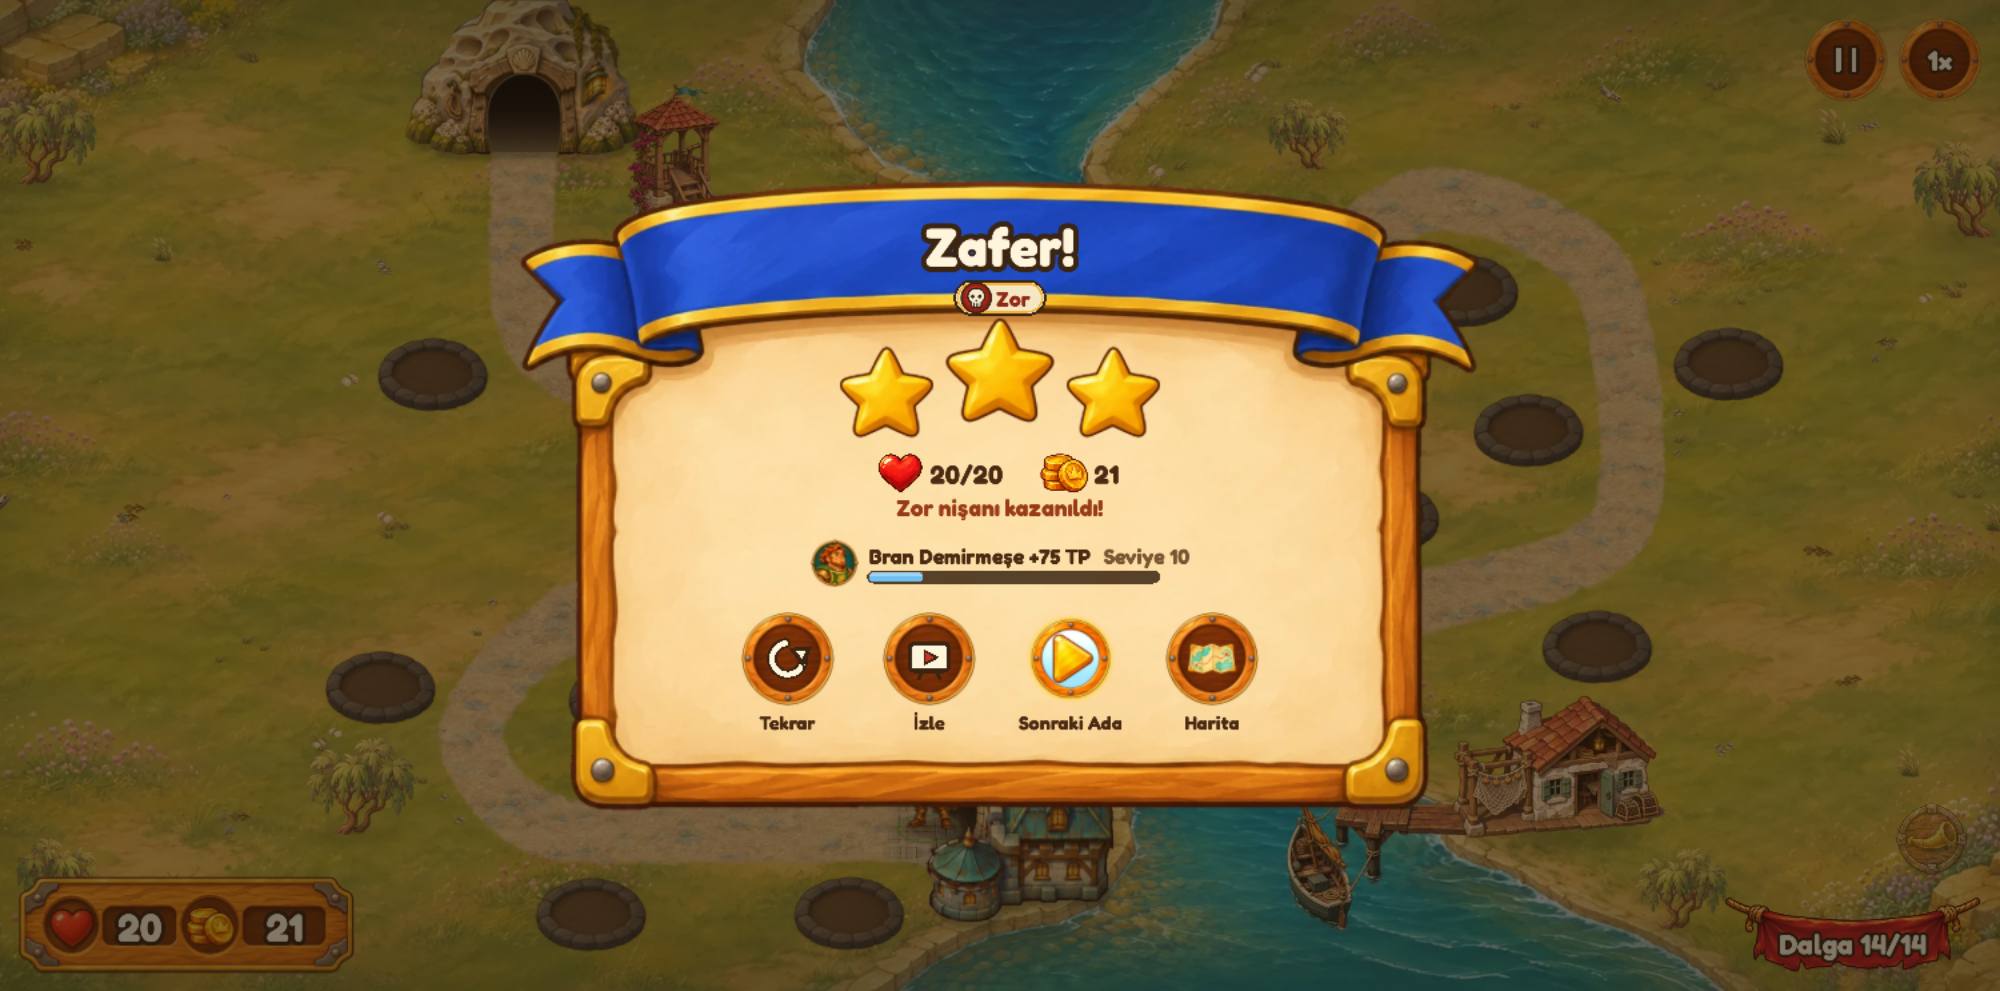 1x
Zafer!
Zor
20/20 21
Zor nişanı kazanıldı!
Bran Demirmeşe +75 TP Seviye 10
Tekrar İzle Sonraki Ada Harita
20 21
Dalga 14/14